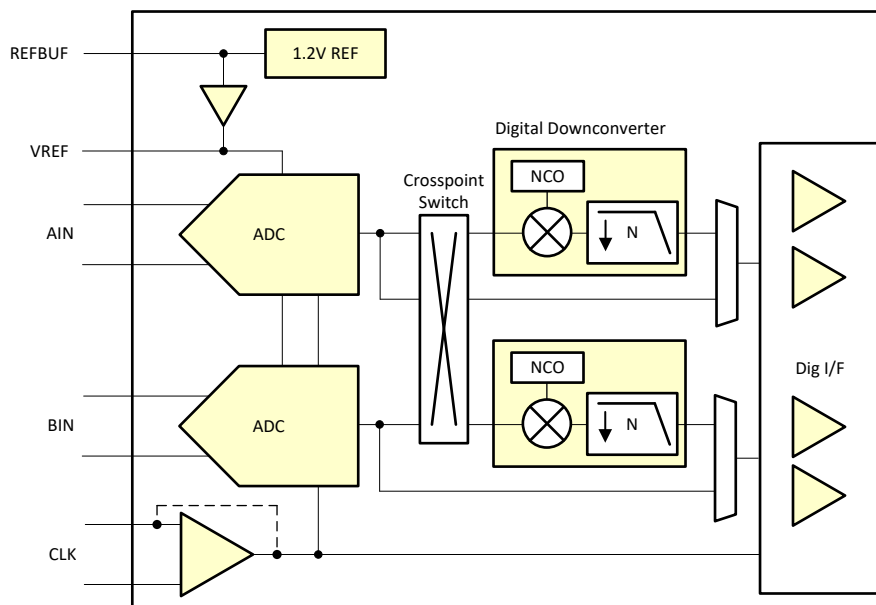 REFBUF
1.2V REF
VREF
Digital Downconverter
NCO
Crosspoint
Switch
AIN
ADC
N
NCO
Dig I/F
BIN
ADC
N
CLK